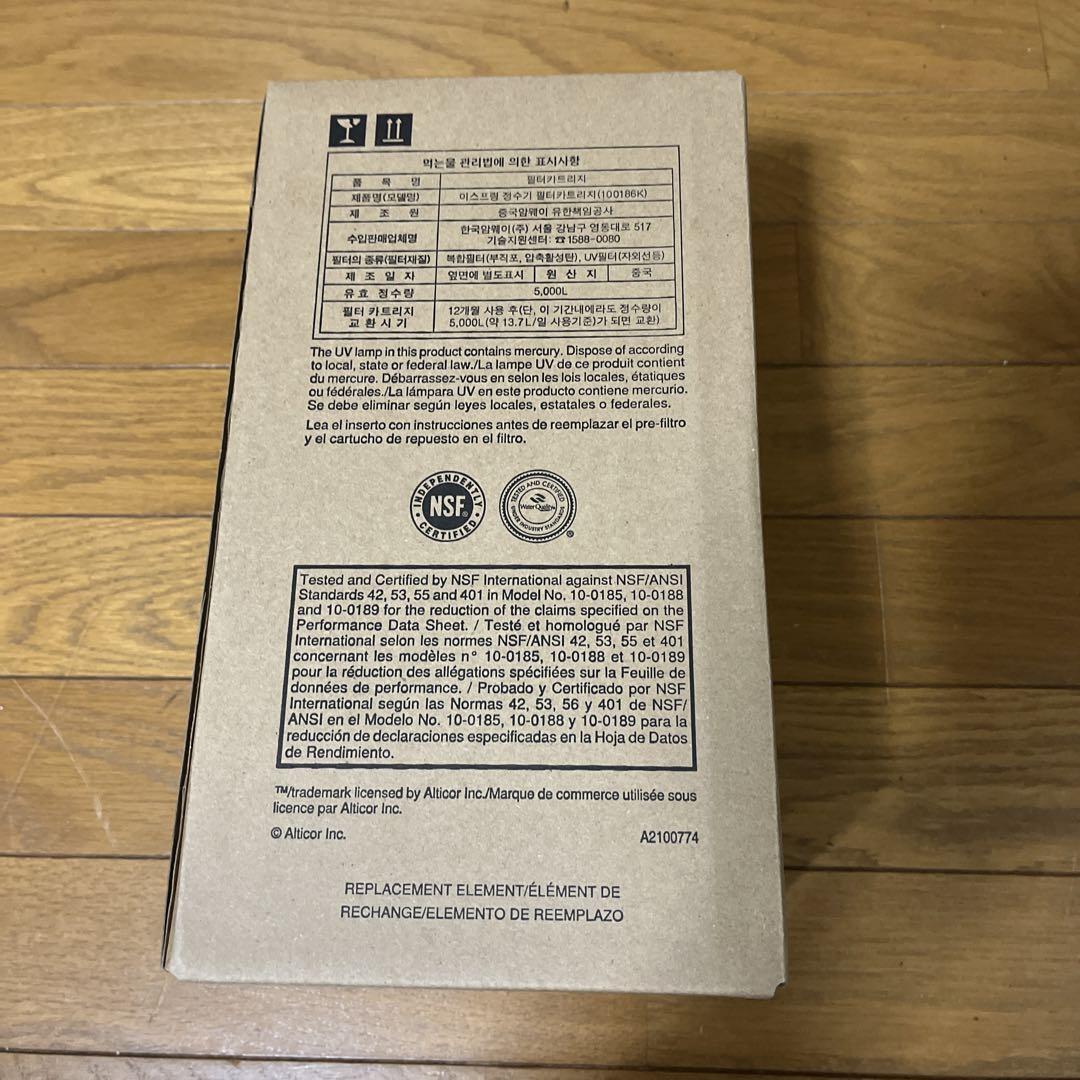 먹는물 관리법에 의한 표시사항
품 목 명 필터카트리지
제품명(모델명) 이스프링 정수기 필터카트리지(100186K)
제 조 원 중국암웨이 유한책임공사
수입판매업체명 한국암웨이(주) 서울 강남구 영동대로 517
기술지원센터: ☎1588-0080
필터의 종류(필터재질) 복합필터(부직포, 압축활성탄), UV필터(자외선등)
제 조 일 자 옆면에 별도표시 원 산 지 중국
유 효 정수량 5,000L
필터 카트리지 12개월 사용 후(단, 이 기간내에라도 정수량이
교 환 시 기 5,000L(약 13.7L/일 사용기준)가 되면 교환)
The UV lamp in this product contains mercury. Dispose of according
to local, state or federal law./La lampe UV de ce produit contient
du mercure. Débarrassez-vous en selon les lois locales, étatiques
ou fédérales./La lámpara UV en este producto contiene mercurio.
Se debe eliminar según leyes locales, estatales o federales.
Lea el inserto con instrucciones antes de reemplazar el pre-filtro
y el cartucho de repuesto en el filtro.
INDEPENDENTLY
NSF®
CERTIFIED
TESTED AND CERTIFIED
WaterQuality
UNDER INDUSTRY STANDARDS
®
Tested and Certified by NSF International against NSF/ANSI
Standards 42, 53, 55 and 401 in Model No. 10-0185, 10-0188
and 10-0189 for the reduction of the claims specified on the
Performance Data Sheet. / Testé et homologué par NSF
International selon les normes NSF/ANSI 42, 53, 55 et 401
concernant les modèles n° 10-0185, 10-0188 et 10-0189
pour la réduction des allégations spécifiées sur la Feuille de
données de performance. / Probado y Certificado por NSF
International según las Normas 42, 53, 56 y 401 de NSF/
ANSI en el Modelo No. 10-0185, 10-0188 y 10-0189 para la
reducción de declaraciones especificadas en la Hoja de Datos
de Rendimiento.
™/trademark licensed by Alticor Inc./Marque de commerce utilisée sous
licence par Alticor Inc.
© Alticor Inc. A2100774
REPLACEMENT ELEMENT/ÉLÉMENT DE
RECHANGE/ELEMENTO DE REEMPLAZO